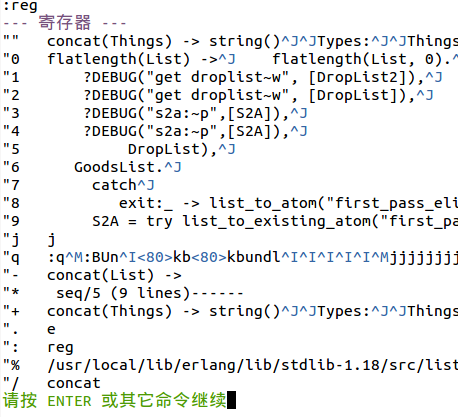 :reg
--- 寄存器 ---
""   concat(Things) -> string()^J^JTypes:^J^JThings
"0   flatlength(List) ->^J    flatlength(List, 0).^
"1       ?DEBUG("get droplist~w", [DropList2]),^J
"2       ?DEBUG("get droplist~w", [DropList]),^J
"3       ?DEBUG("s2a:~p",[S2A]),^J
"4       ?DEBUG("s2a:~p",[S2A]),^J
"5             DropList),^J
"6      GoodsList.^J
"7        catch^J
"8            exit:_ -> list_to_atom("first_pass_eli
"9        S2A = try list_to_existing_atom("first_pa
"j   j
"q   :q^M:BUn^I<80>kb<80>kbundl^I^I^I^I^I^Mjjjjjjjjj
"-   concat(List) ->
"*    seq/5 (9 lines)------
"+   concat(Things) -> string()^J^JTypes:^J^JThings
".   e
":   reg
"%   /usr/local/lib/erlang/lib/stdlib-1.18/src/list
"/   concat
请按 ENTER 或其它命令继续